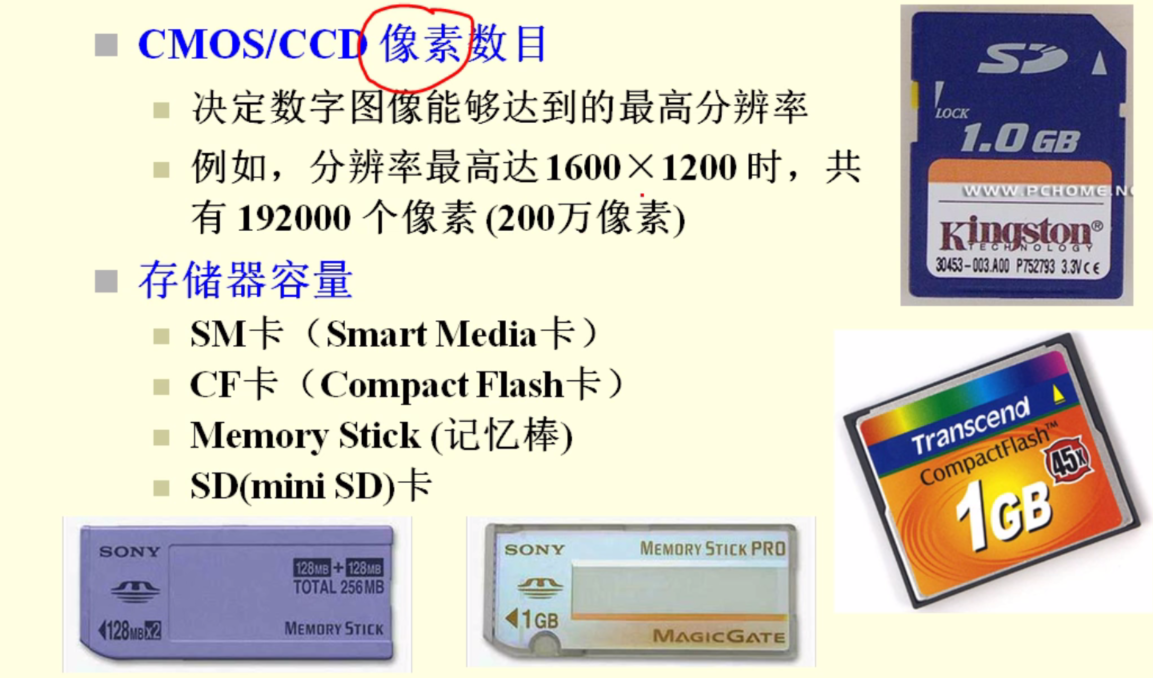 CMOS/CCD 像素数目
决定数字图像能够达到的最高分辨率
例如，分辨率最高达1600×1200 时，共
有 192000 个像素 (200万像素)
存储器容量
SM卡（Smart Media卡）
CF卡（Compact Flash卡）
Memory Stick (记忆棒)
SD(mini SD)卡
SD
LOCK
1.0 GB
WWW.PCHOME.N
Kingston®
TECHNOLOGY
30453-003.A00 P752793 3.3V CE
Transcend
CompactFlash™
45x
1GB
SONY
128MB+128MB
TOTAL 256MB
128MBx2
MEMORY STICK
SONY
MEMORY STICK PRO
1GB
MAGICGATE